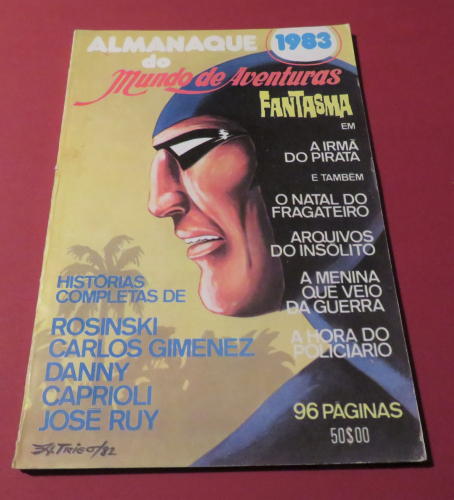 ALMANAQUE 1983
do
Mundo de Aventuras
FANTASMA
EM
A IRMÃ
DO PIRATA
E TAMBÉM
O NATAL DO
FRAGATEIRO
ARQUIVOS
DO INSÓLITO
A MENINA
QUE VEIO
DA GUERRA
A HORA DO
POLICIÁRIO
HISTÓRIAS
COMPLETAS DE
ROSINSKI
CARLOS GIMENEZ
DANNY
CAPRIOLI
JOSÉ RUY
96 PÁGINAS
50$00
TRIGO/82